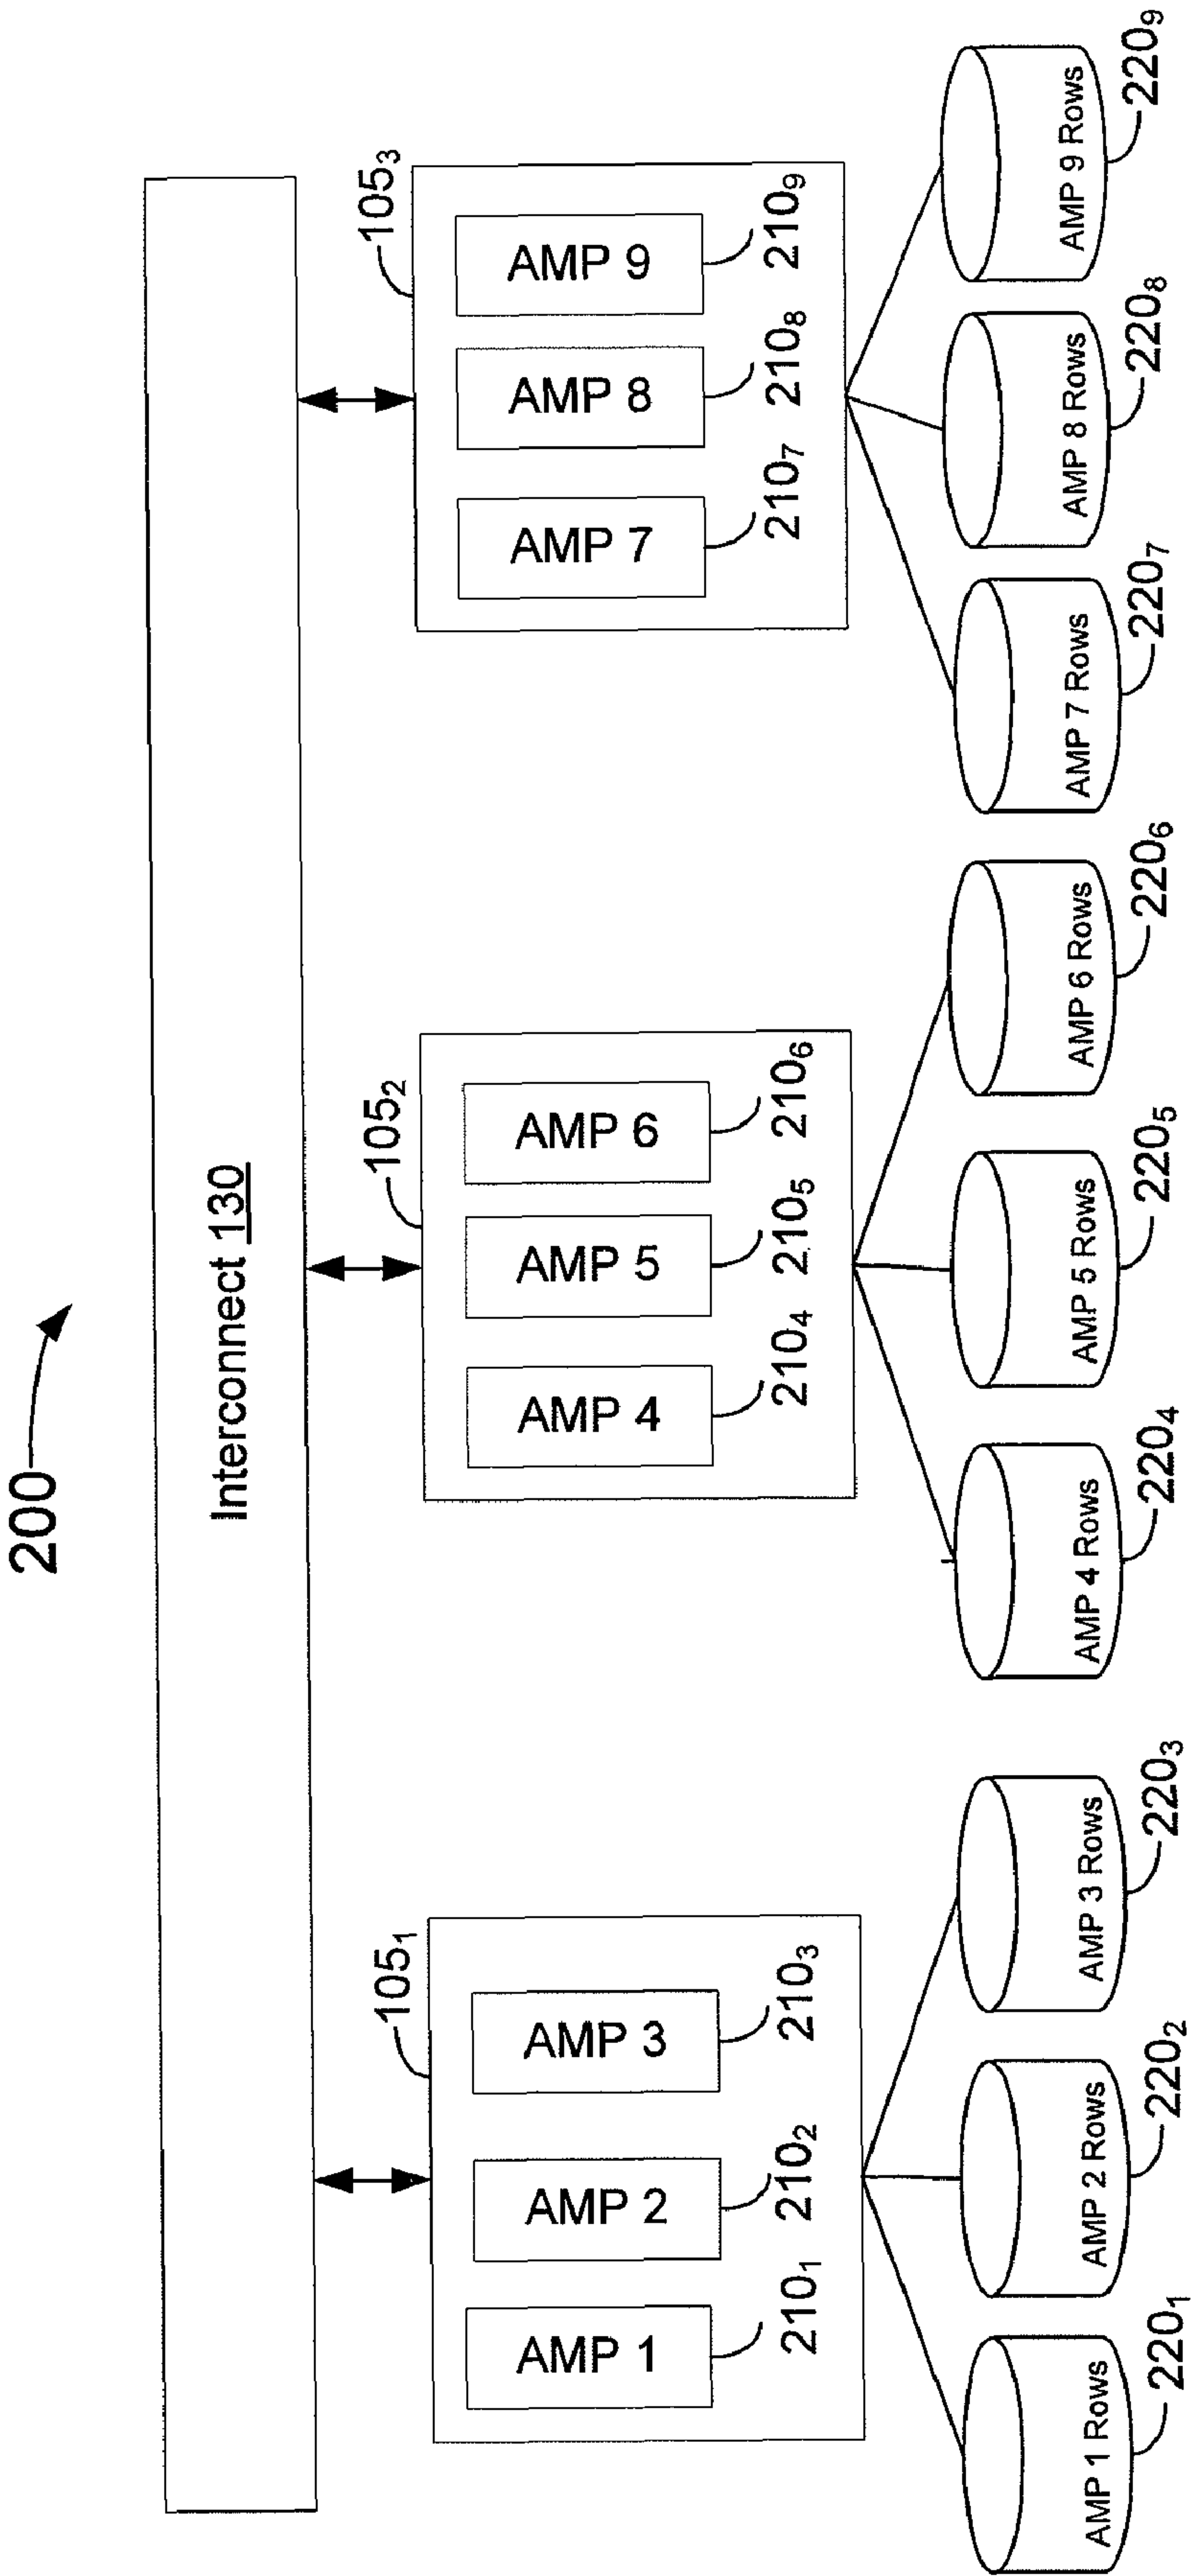 200
Interconnect 130
105₁
105₂
105₃
AMP 1
AMP 2
AMP 3
AMP 4
AMP 5
AMP 6
AMP 7
AMP 8
AMP 9
210₁
210₂
210₃
210₄
210₅
210₆
210₇
210₈
210�9
AMP 1 Rows
AMP 2 Rows
AMP 3 Rows
AMP 4 Rows
AMP 5 Rows
AMP 6 Rows
AMP 7 Rows
AMP 8 Rows
AMP 9 Rows
220₁
220₂
220₃
220₄
220₅
220₆
220₇
220₈
220₉